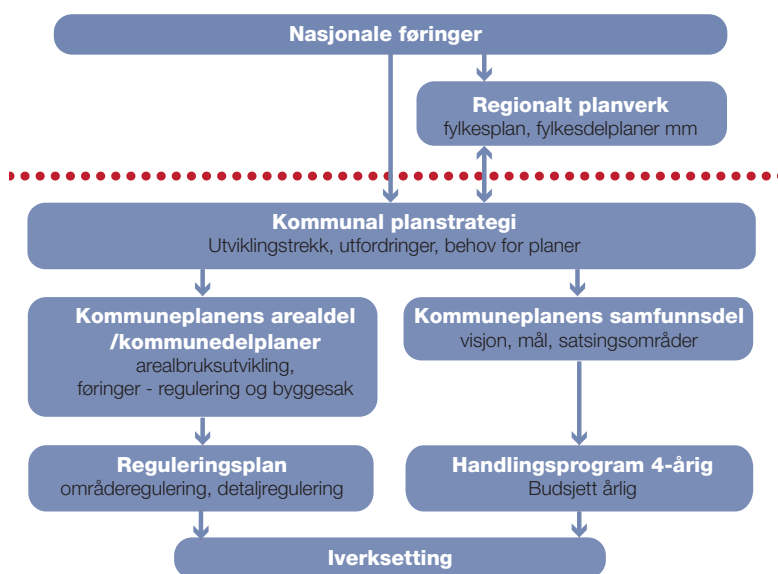 Nasjonale føringer
Regionalt planverk
fylkesplan, fylkesdelplaner mm
Kommunal planstrategi
Utviklingstrekk, utfordringer, behov for planer
Kommuneplanens arealdel
/kommunedelplaner
arealbruksutvikling,
føringer - regulering og byggesak
Kommuneplanens samfunnsdel
visjon, mål, satsingsområder
Reguleringsplan
områderegulering, detaljregulering
Handlingsprogram 4-årig
Budsjett årlig
Iverksetting